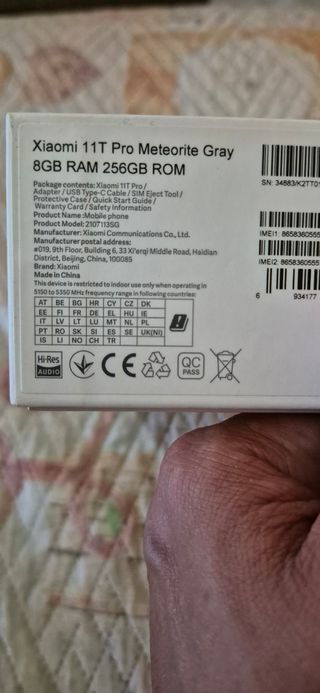 Xiaomi 11T Pro Meteorite Gray
8GB RAM 256GB ROM
Package contents: Xiaomi 11T Pro /
Adapter / USB Type-C Cable / SIM Eject Tool /
Protective Case / Quick Start Guide /
Warranty Card / Safety Information
Product Name :Mobile phone
Product Model: 2107113SG
Manufacturer: Xiaomi Communications Co., Ltd.
Manufacturer postal address:
#019, 9th Floor, Building 6, 33 Xi'erqi Middle Road, Haidian
District, Beijing, China, 100085
Brand: Xiaomi
Made in China
This device is restricted to indoor use only when operating in
5150 to 5350 MHz frequency range in following countries:
AT BE BG HR CY CZ DK
EE FI FR DE EL HU IE
IT LV LT LU MT NL PL
PT RO SK SI ES SE UK(NI)
IS LI NO CH TR
Hi-Res
AUDIO
CE
QC
PASS
SN: 34883/K2TT01
IMEI1: 8658360555
IMEI2: 8658360555
6 934177